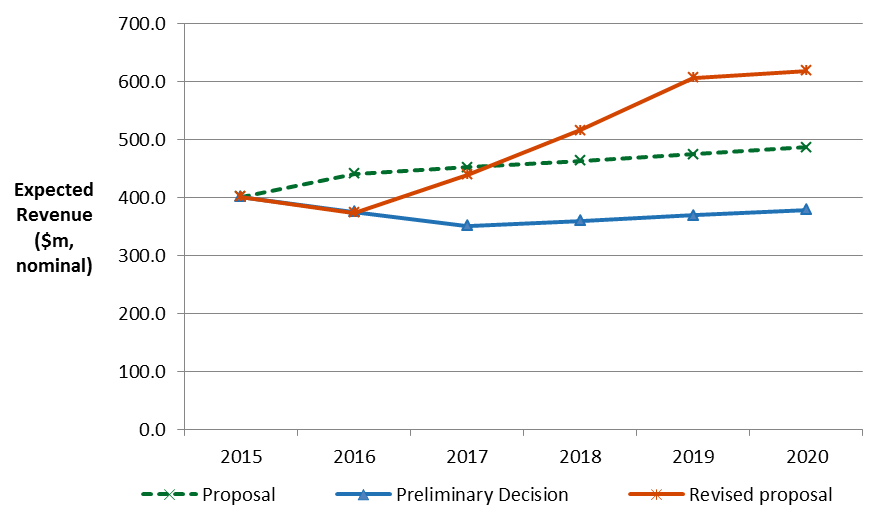 700.0
600.0
500.0
400.0
300.0
200.0
100.0
0.0
Expected
Revenue
($m,
nominal)
2015 2016 2017 2018 2019 2020
Proposal Preliminary Decision Revised proposal